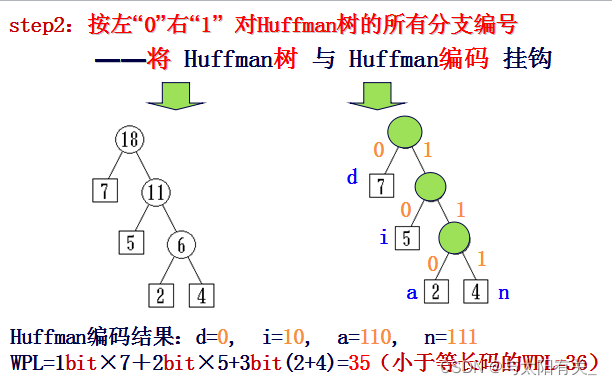 step2：按左“0”右“1” 对Huffman树的所有分支编号
——将 Huffman树 与 Huffman编码 挂钩
18
0 1
d 7
7 11
0 1
5 6
i 5
0 1
2 4
a 2 4 n
Huffman编码结果：d=0, i=10, a=110, n=111
WPL=1bit×7＋2bit×5+3bit(2+4)=35（小于等长码的WPL=36）